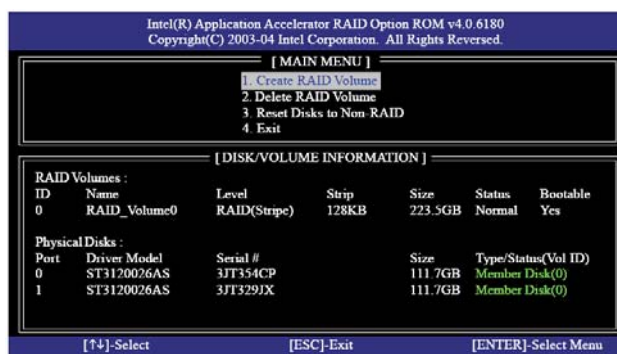 Intel(R) Application Accelerator RAID Option ROM v4.0.6180
Copyright(C) 2003-04 Intel Corporation. All Rights Reversed.
[ MAIN MENU ]
1. Create RAID Volume
2. Delete RAID Volume
3. Reset Disks to Non-RAID
4. Exit
[ DISK/VOLUME INFORMATION ]
RAID Volumes :
ID Name Level Strip Size Status Bootable
0 RAID_Volume0 RAID(Stripe) 128KB 223.5GB Normal Yes
Physical Disks :
Port Driver Model Serial # Size Type/Status(Vol ID)
0 ST3120026AS 3JT354CP 111.7GB Member Disk(0)
1 ST3120026AS 3JT329JX 111.7GB Member Disk(0)
[↑↓]-Select [ESC]-Exit [ENTER]-Select Menu